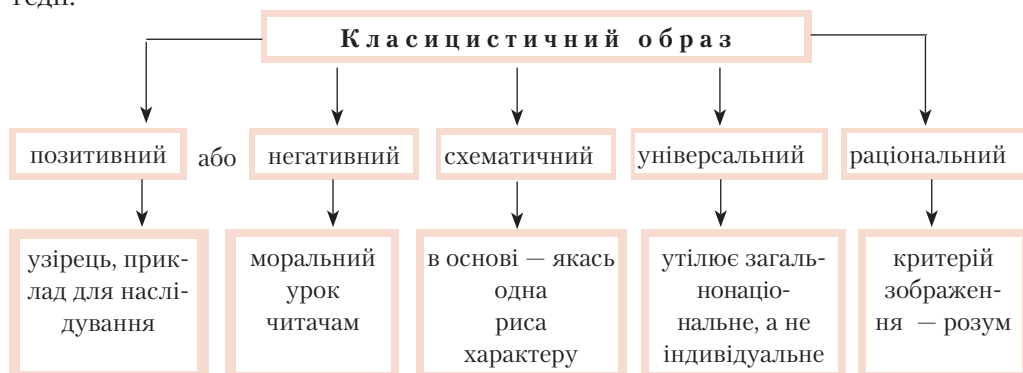 Класицистичний образ
позитивний або негативний схематичний універсальний раціональний
узірець, прик-
лад для наслі-
дування
моральний
урок
читачам
в основі — якась
одна
риса
характеру
утілює загаль-
нонаціо-
нальне, а не
індивідуальне
критерій
зображен-
ня — розум